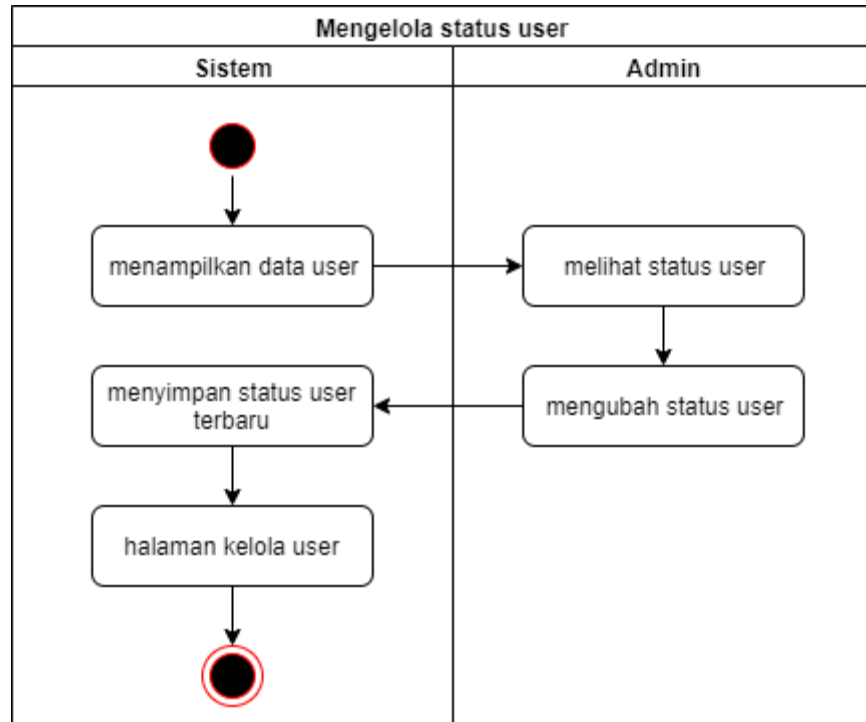 Mengelola status user
Sistem
Admin
menampilkan data user
melihat status user
menyimpan status user
terbaru
mengubah status user
halaman kelola user